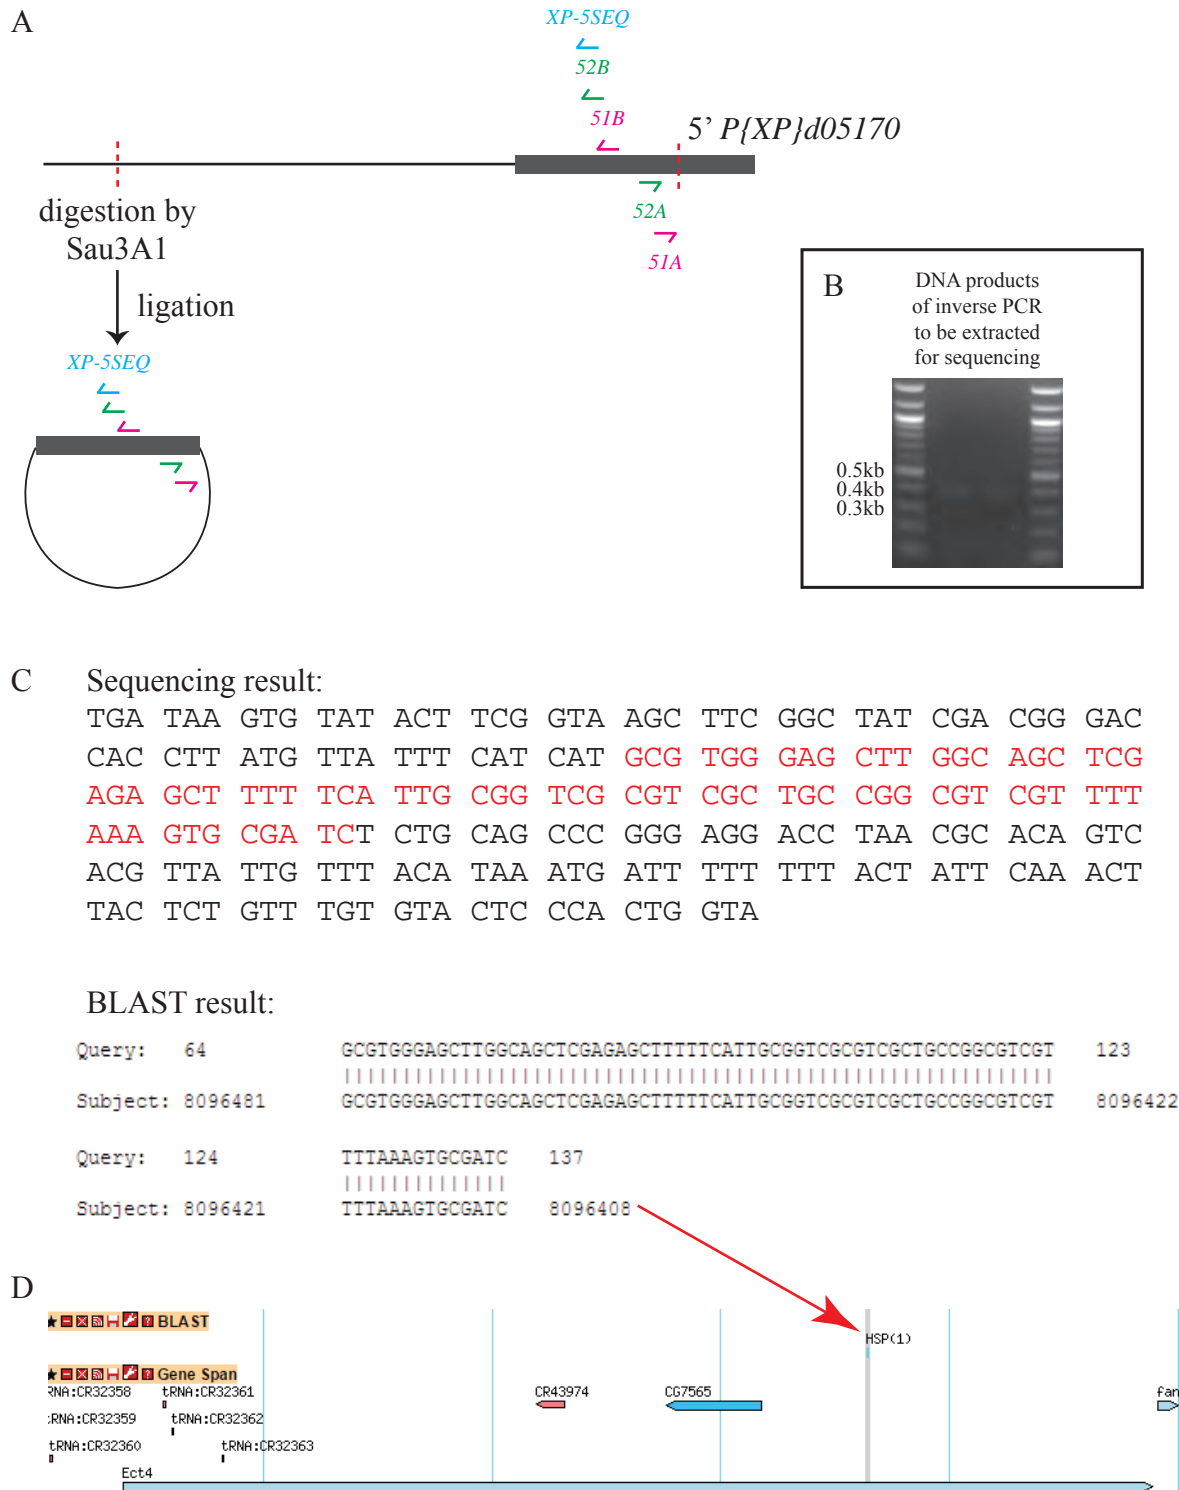 A
XP-5SEQ
52B
51B
5' P{XP}d05170
52A
51A
digestion by
Sau3A1
ligation
XP-5SEQ
B
DNA products
of inverse PCR
to be extracted
for sequencing
0.5kb
0.4kb
0.3kb
C
Sequencing result:
TGA TAA GTG TAT ACT TCG GTA AGC TTC GGC TAT CGA CGG GAC
CAC CTT ATG TTA TTT CAT CAT GCG TGG GAG CTT GGC AGC TCG
AGA GCT TTT TCA TTG CGG TCG CGT CGC TGC CGG CGT CGT TTT
AAA GTG CGA TCT CTG CAG CCC GGG AGG ACC TAA CGC ACA GTC
ACG TTA TTG TTT ACA TAA ATG ATT TTT TTT ACT ATT CAA ACT
TAC TCT GTT TGT GTA CTC CCA CTG GTA
BLAST result:
Query: 64 GCGTGGGAGCTTGGCAGCTCGAGAGCTTTTTCATTGCGGTCGCGTCGCTGCCGGCGTCGT 123
||||||||||||||||||||||||||||||||||||||||||||||||||||||||||||
Subject: 8096481 GCGTGGGAGCTTGGCAGCTCGAGAGCTTTTTCATTGCGGTCGCGTCGCTGCCGGCGTCGT 8096422
Query: 124 TTTAAAGTGCGATC 137
||||||||||||||
Subject: 8096421 TTTAAAGTGCGATC 8096408
D
BLAST
HSP(1)
Gene Span
RNA:CR32358 tRNA:CR32361 CR43974 CG7565 fan
:RNA:CR32359 tRNA:CR32362
tRNA:CR32360 tRNA:CR32363
Ect4